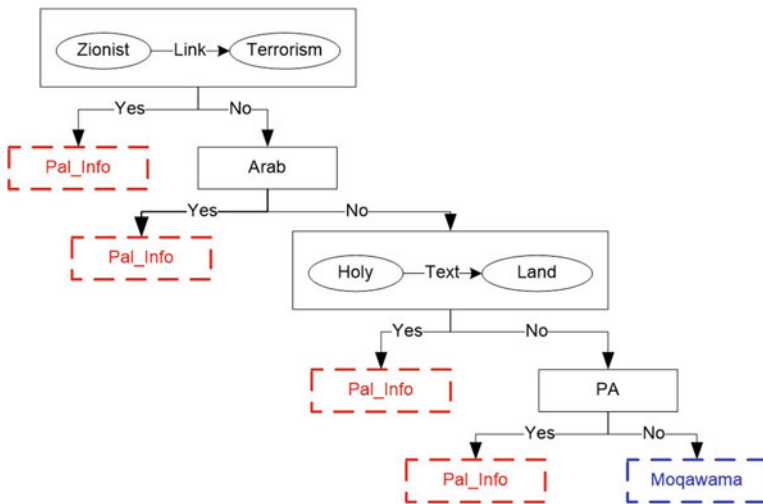 Zionist Link Terrorism
Yes No
Pal_Info Arab
Yes No
Pal_Info
Holy Text Land
Yes No
Pal_Info PA
Yes No
Pal_Info Moqawama